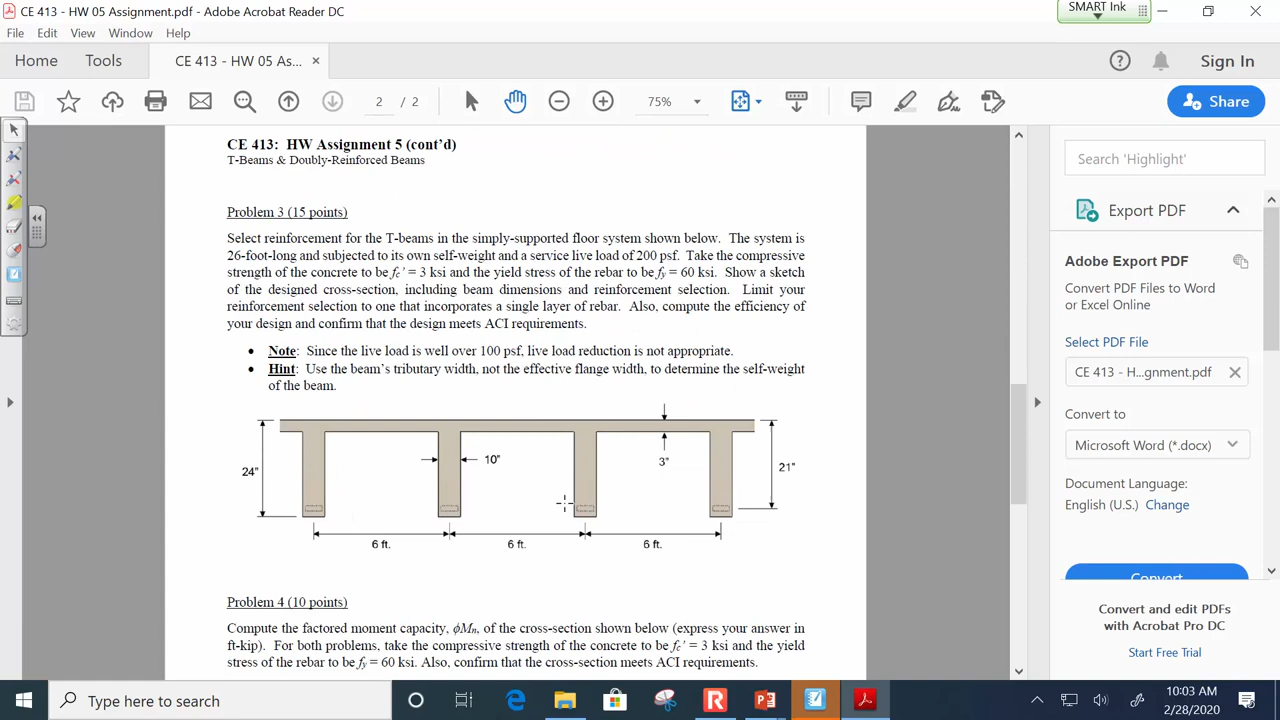 CE 413 - HW 05 Assignment.pdf - Adobe Acrobat Reader DC
SMART Ink
File Edit View Window Help
Home Tools CE 413 - HW 05 As... ×
Sign In
2 / 2
75%
Share
CE 413: HW Assignment 5 (cont'd)
T-Beams & Doubly-Reinforced Beams
Problem 3 (15 points)
Select reinforcement for the T-beams in the simply-supported floor system shown below. The system is
26-foot-long and subjected to its own self-weight and a service live load of 200 psf. Take the compressive
strength of the concrete to be fc' = 3 ksi and the yield stress of the rebar to be fy = 60 ksi. Show a sketch
of the designed cross-section, including beam dimensions and reinforcement selection. Limit your
reinforcement selection to one that incorporates a single layer of rebar. Also, compute the efficiency of
your design and confirm that the design meets ACI requirements.
• Note: Since the live load is well over 100 psf, live load reduction is not appropriate.
• Hint: Use the beam's tributary width, not the effective flange width, to determine the self-weight
of the beam.
24"
10"
3"
21"
6 ft. 6 ft. 6 ft.
Problem 4 (10 points)
Compute the factored moment capacity, ϕMn, of the cross-section shown below (express your answer in
ft-kip). For both problems, take the compressive strength of the concrete to be fc' = 3 ksi and the yield
stress of the rebar to be fy = 60 ksi. Also, confirm that the cross-section meets ACI requirements.
Search 'Highlight'
Export PDF
Adobe Export PDF
Convert PDF Files to Word
or Excel Online
Select PDF File
CE 413 - H...gnment.pdf
Convert to
Microsoft Word (*.docx)
Document Language:
English (U.S.) Change
Convert
Convert and edit PDFs
with Acrobat Pro DC
Start Free Trial
Type here to search
10:03 AM
2/28/2020